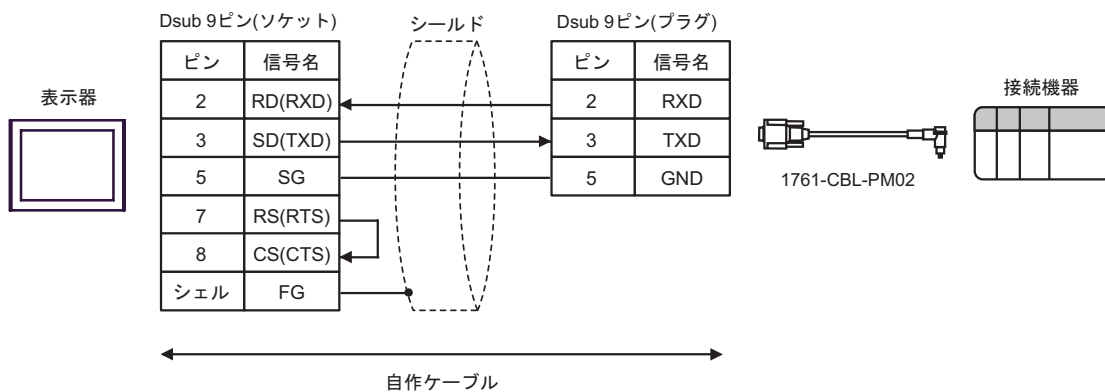 Dsub 9ピン(ソケット)
シールド
Dsub 9ピン(プラグ)
表示器
ピン 信号名
2 RD(RXD)
3 SD(TXD)
5 SG
7 RS(RTS)
8 CS(CTS)
シェル FG
ピン 信号名
2 RXD
3 TXD
5 GND
1761-CBL-PM02
接続機器
自作ケーブル